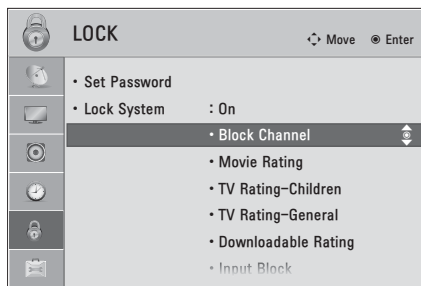 LOCK Move Enter
• Set Password
• Lock System : On
• Block Channel
• Movie Rating
• TV Rating-Children
• TV Rating-General
• Downloadable Rating
• Input Block